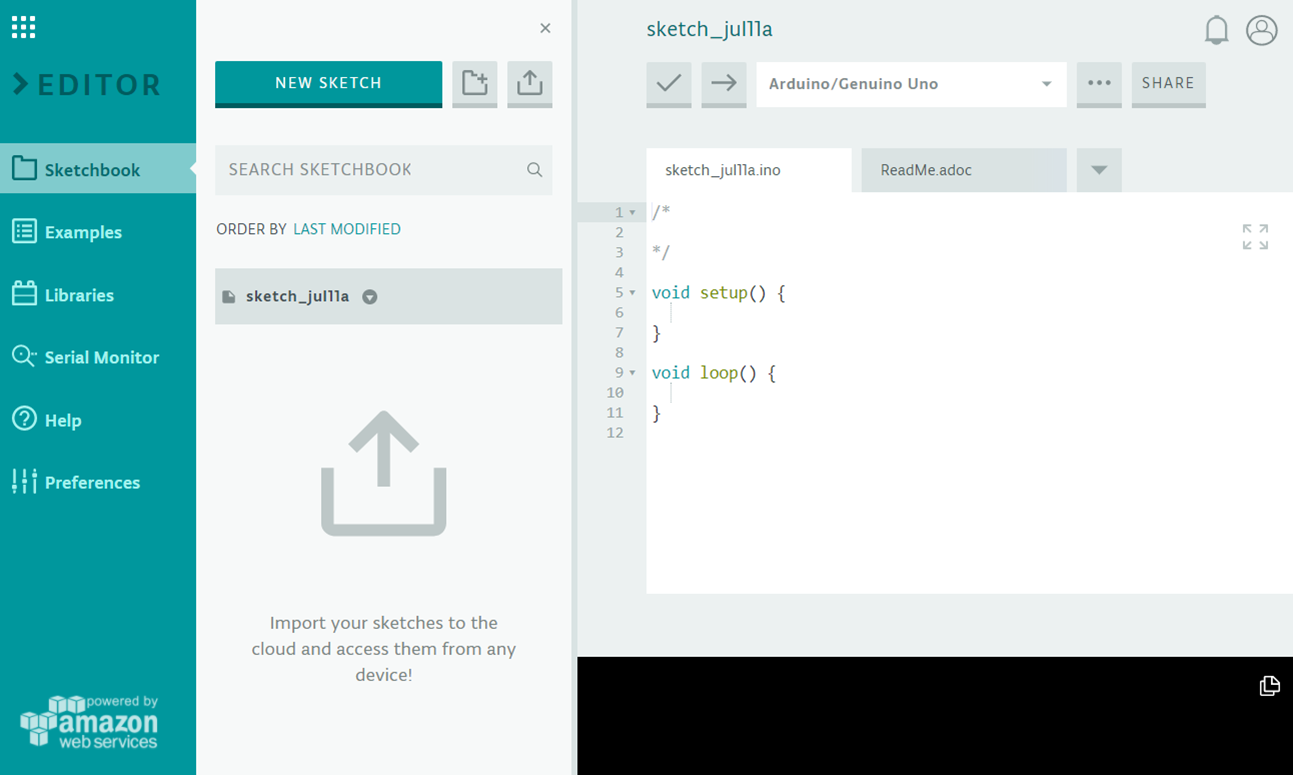 EDITOR
Sketchbook
Examples
Libraries
Serial Monitor
Help
Preferences
powered by
amazon
web services
×
NEW SKETCH
SEARCH SKETCHBOOK
ORDER BY LAST MODIFIED
sketch_jul11a
Import your sketches to the
cloud and access them from any
device!
sketch_jul11a
Arduino/Genuino Uno
SHARE
sketch_jul11a.ino ReadMe.adoc
1 /*
2
3 */
4
5 void setup() {
6
7 }
8
9 void loop() {
10
11 }
12